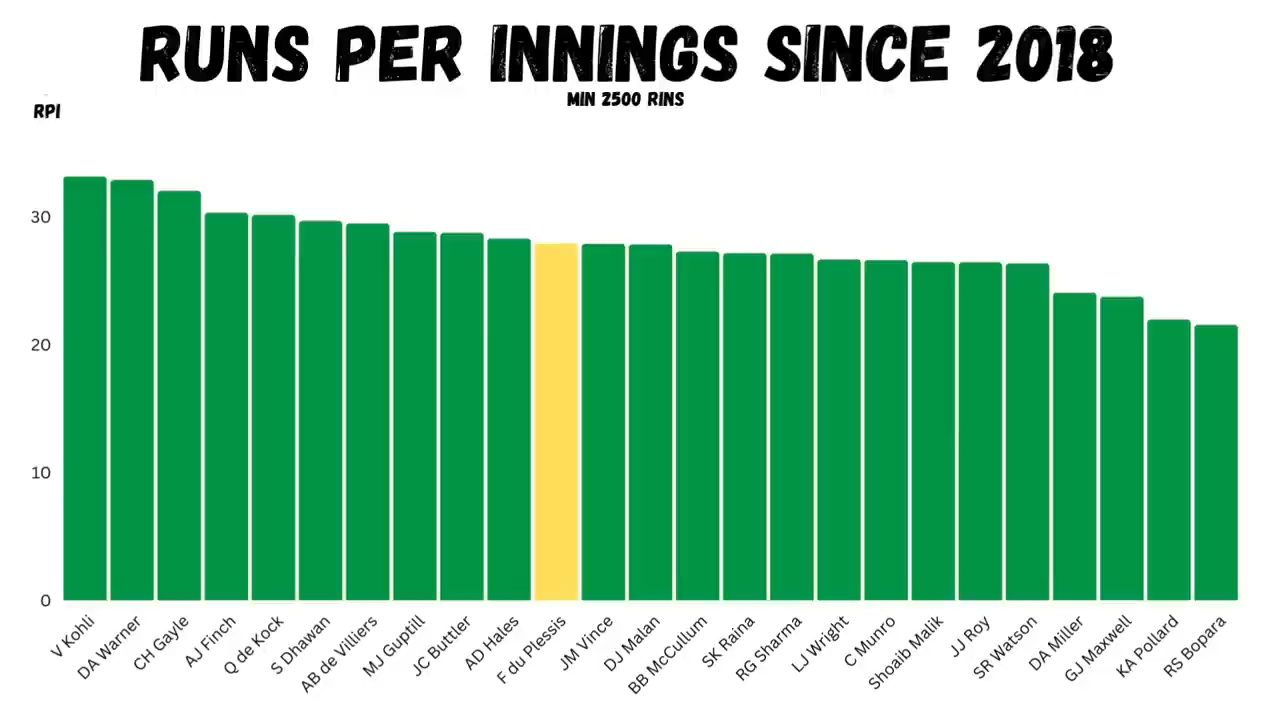 RUNS PER INNINGS SINCE 2018
MIN 2500 RINS
RPI
30
20
10
0
V Kohli
DA Warner
CH Gayle
AJ Finch
Q de Kock
S Dhawan
AB de Villiers
MJ Guptill
JC Buttler
AD Hales
F du Plessis
JM Vince
DJ Malan
BB McCullum
SK Raina
RG Sharma
LJ Wright
C Munro
Shoaib Malik
JJ Roy
SR Watson
DA Miller
GJ Maxwell
KA Pollard
RS Bopara